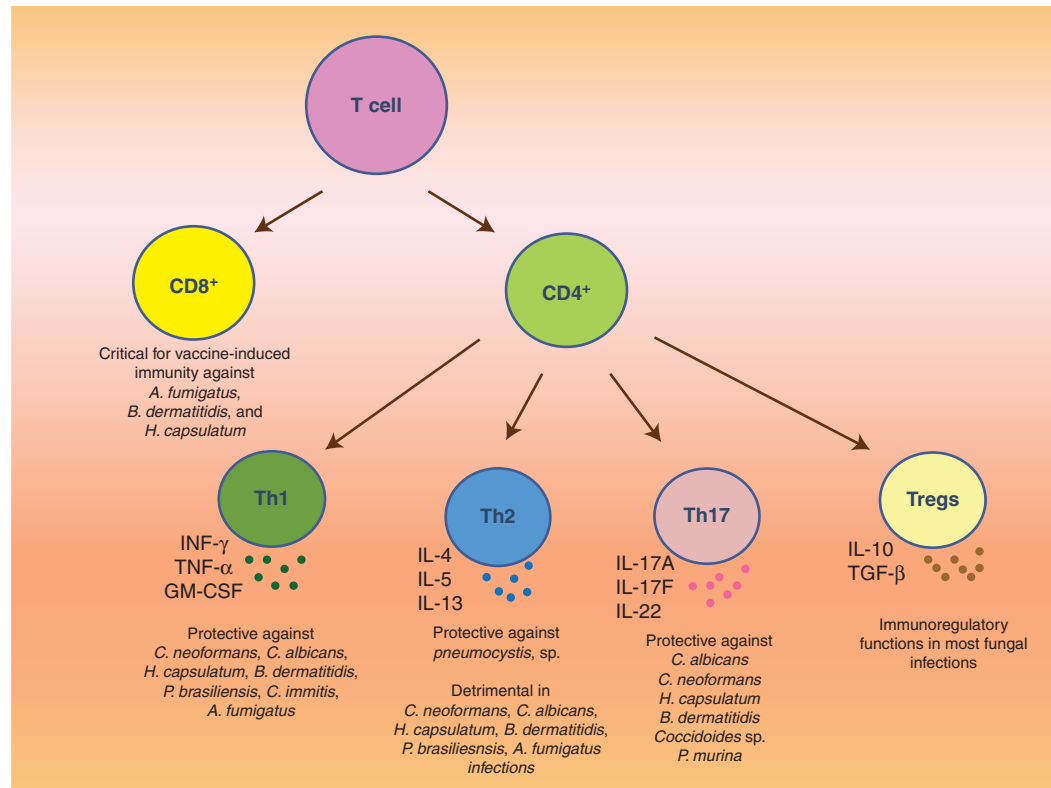 T cell
CD8+
CD4+
Critical for vaccine-induced
immunity against
A. fumigatus,
B. dermatitidis, and
H. capsulatum
Th1
INF-γ
TNF-α
GM-CSF
Protective against
C. neoformans, C. albicans,
H. capsulatum, B. dermatitidis,
P. brasiliensis, C. immitis,
A. fumigatus
Th2
IL-4
IL-5
IL-13
Protective against
pneumocystis, sp.
Detrimental in
C. neoformans, C. albicans,
H. capsulatum, B. dermatitidis,
P. brasiliesnsis, A. fumigatus
infections
Th17
IL-17A
IL-17F
IL-22
Protective against
C. albicans
C. neoformans
H. capsulatum
B. dermatitidis
Coccidoides sp.
P. murina
Tregs
IL-10
TGF-β
Immunoregulatory
functions in most fungal
infections